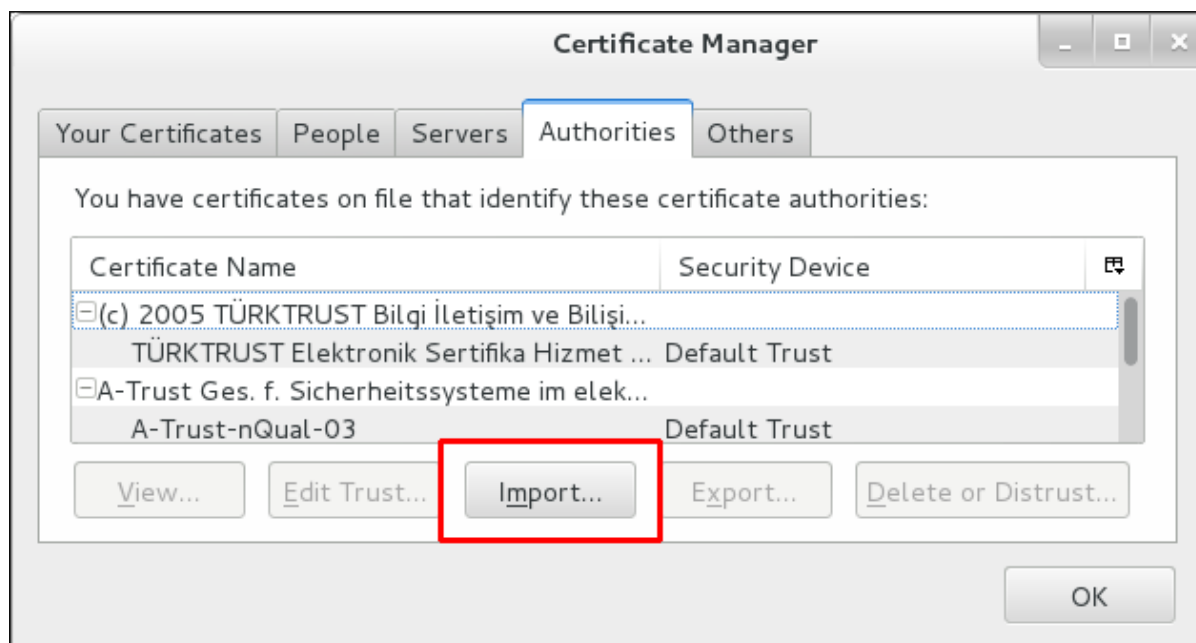 Certificate Manager
Your Certificates People Servers Authorities Others
You have certificates on file that identify these certificate authorities:
Certificate Name Security Device
(c) 2005 TÜRKTRUST Bilgi İletişim ve Bilişi...
TÜRKTRUST Elektronik Sertifika Hizmet ... Default Trust
A-Trust Ges. f. Sicherheitssysteme im elek...
A-Trust-nQual-03 Default Trust
View... Edit Trust... Import... Export... Delete or Distrust...
OK